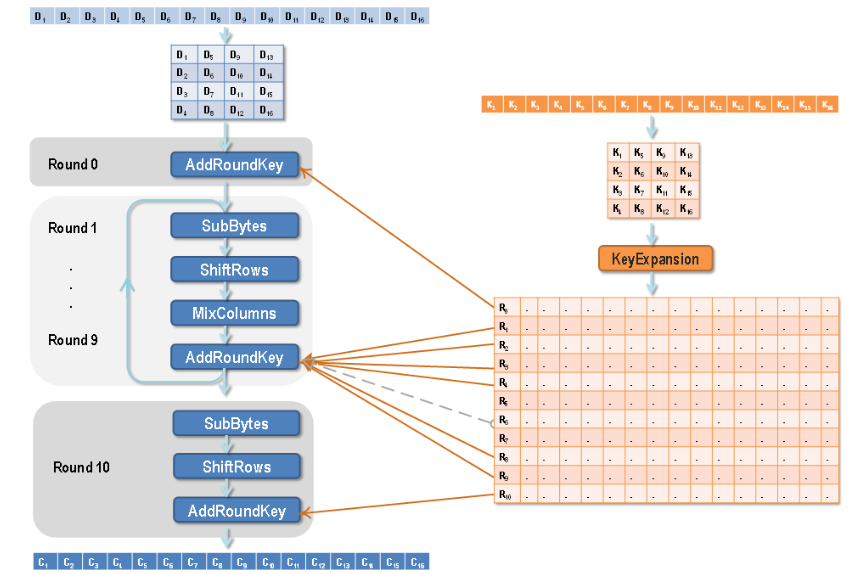 D1 D2 D3 D4 D5 D6 D7 D8 D9 D10 D11 D12 D13 D14 D15 D16
D1 D5 D9 D13
D2 D6 D10 D14
D3 D7 D11 D15
D4 D8 D12 D16
Round 0
AddRoundKey
Round 1
SubBytes
ShiftRows
.
.
.
MixColumns
Round 9
AddRoundKey
SubBytes
Round 10
ShiftRows
AddRoundKey
C1 C2 C3 C4 C5 C6 C7 C8 C9 C10 C11 C12 C13 C14 C15 C16
K1 K2 K3 K4 K5 K6 K7 K8 K9 K10 K11 K12 K13 K14 K15 K16
K1 K5 K9 K13
K2 K6 K10 K14
K3 K7 K11 K15
K4 K8 K12 K16
KeyExpansion
R0 . . . . . . . . . . . . . . . .
R1 . . . . . . . . . . . . . . . .
R2 . . . . . . . . . . . . . . . .
R3 . . . . . . . . . . . . . . . .
R4 . . . . . . . . . . . . . . . .
R5 . . . . . . . . . . . . . . . .
R6 . . . . . . . . . . . . . . . .
R7 . . . . . . . . . . . . . . . .
R8 . . . . . . . . . . . . . . . .
R9 . . . . . . . . . . . . . . . .
R10 . . . . . . . . . . . . . . . .